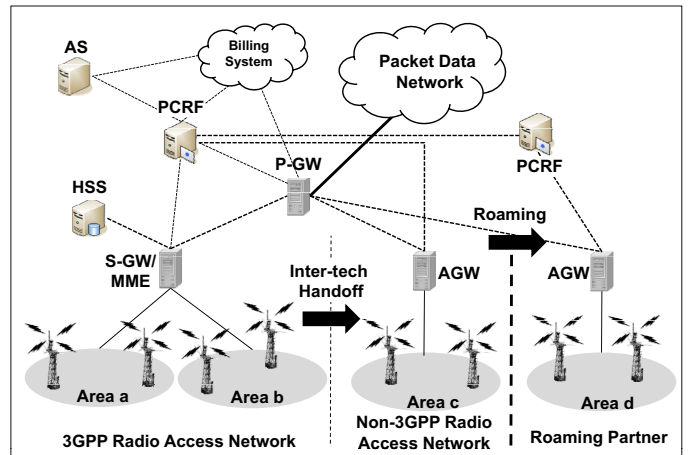 AS
Billing
System
Packet Data
Network
PCRF
PCRF
P-GW
HSS
Roaming
S-GW/
MME
Inter-tech
Handoff
AGW
AGW
Area a
Area b
Area c
Area d
3GPP Radio Access Network
Non-3GPP Radio
Access Network
Roaming Partner